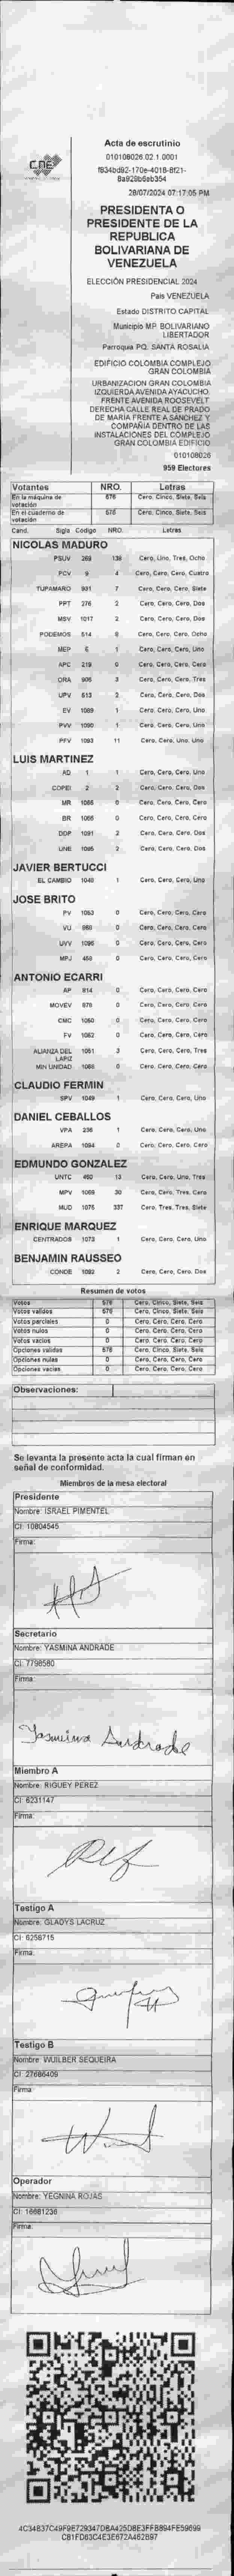 CNE
Acta de escrutinio
010108026.02.1.0001
f834bd92-170e-4018-8f21-
8a929b6eb354
28/07/2024 07:17:05 PM
PRESIDENTA O
PRESIDENTE DE LA
REPUBLICA
BOLIVARIANA DE
VENEZUELA
ELECCIÓN PRESIDENCIAL 2024
País VENEZUELA
Estado DISTRITO CAPITAL
Municipio MP. BOLIVARIANO
LIBERTADOR
Parroquia PQ. SANTA ROSALIA
EDIFICIO COLOMBIA COMPLEJO
GRAN COLOMBIA
URBANIZACION GRAN COLOMBIA
IZQUIERDA AVENIDA AYACUCHO.
FRENTE AVENIDA ROOSEVELT
DERECHA CALLE REAL DE PRADO
DE MARIA FRENTE A SANCHEZ Y
COMPAÑIA DENTRO DE LAS
INSTALACIONES DEL COMPLEJO
GRAN COLOMBIA EDIFICIO
010108026
959 Electores
Votantes NRO. Letras
En la máquina de votación 576 Cero, Cinco, Siete, Seis
En el cuaderno de votación 576 Cero, Cinco, Siete, Seis
Cand. Sigla Codigo NRO. Letras
NICOLAS MADURO
PSUV 268 138 Cero, Uno, Tres, Ocho
PCV 9 4 Cero, Cero, Cero, Cuatro
TUPAMARO 931 7 Cero, Cero, Cero, Siete
PPT 276 2 Cero, Cero, Cero, Dos
MSV 1017 2 Cero, Cero, Cero, Dos
PODEMOS 514 8 Cero, Cero, Cero, Ocho
MEP 6 1 Cero, Cero, Cero, Uno
APC 219 0 Cero, Cero, Cero, Cero
ORA 906 3 Cero, Cero, Cero, Tres
UPV 513 2 Cero, Cero, Cero, Dos
EV 1089 1 Cero, Cero, Cero, Uno
PVV 1090 1 Cero, Cero, Cero, Uno
PFV 1093 11 Cero, Cero, Uno, Uno
LUIS MARTINEZ
AD 1 1 Cero, Cero, Cero, Uno
COPEI 2 2 Cero, Cero, Cero, Dos
MR 0 Cero, Cero, Cero, Cero
BR 0 Cero, Cero, Cero, Cero
DDP 1091 2 Cero, Cero, Cero, Dos
UNE 1095 2 Cero, Cero, Cero, Dos
JAVIER BERTUCCI
EL CAMBIO 1040 1 Cero, Cero, Cero, Uno
JOSE BRITO
PV 1053 0 Cero, Cero, Cero, Cero
VU 0 Cero, Cero, Cero, Cero
UVV 1096 0 Cero, Cero, Cero, Cero
MPJ 458 0 Cero, Cero, Cero, Cero
ANTONIO ECARRI
AP 814 0 Cero, Cero, Cero, Cero
MOVEV 0 Cero, Cero, Cero, Cero
CMC 1050 0 Cero, Cero, Cero, Cero
FV 1052 0 Cero, Cero, Cero, Cero
ALIANZA DEL LAPIZ 1051 3 Cero, Cero, Cero, Tres
MIN UNIDAD 0 Cero, Cero, Cero, Cero
CLAUDIO FERMIN
SPV 1049 1 Cero, Cero, Cero, Uno
DANIEL CEBALLOS
VPA 236 1 Cero, Cero, Cero, Uno
AREPA 1094 0 Cero, Cero, Cero, Cero
EDMUNDO GONZALEZ
UNTC 13 Cero, Cero, Uno, Tres
MPV 1069 30 Cero, Cero, Tres, Cero
MUD 1075 337 Cero, Tres, Tres, Siete
ENRIQUE MARQUEZ
CENTRADOS 1073 1 Cero, Cero, Cero, Uno
BENJAMIN RAUSSEO
CONDE 1092 2 Cero, Cero, Cero, Dos
Resumen de votos
Votos 576 Cero, Cinco, Siete, Seis
Votos validos 576 Cero, Cinco, Siete, Seis
Votos parciales 0 Cero, Cero, Cero, Cero
Votos nulos 0 Cero, Cero, Cero, Cero
Votos vacios 0 Cero, Cero, Cero, Cero
Opciones validas 576 Cero, Cinco, Siete, Seis
Opciones nulas 0 Cero, Cero, Cero, Cero
Opciones vacias 0 Cero, Cero, Cero, Cero
Observaciones:
Se levanta la presente acta la cual firman en
señal de conformidad.
Miembros de la mesa electoral
Presidente
Nombre: ISRAEL PIMENTEL
CI: 10804545
Firma:
Secretario
Nombre: YASMINA ANDRADE
CI: 7798580
Firma:
Yasmina Andrade
Miembro A
Nombre: RIGUEY PEREZ
CI: 6231147
Firma:
Testigo A
Nombre: GLADYS LACRUZ
CI: 6258715
Firma:
Testigo B
Nombre: WUILBER SEQUEIRA
CI: 27686409
Firma:
Operador
Nombre: YEGNINA ROJAS
CI: 16661236
Firma:
4C34B37C49F9E729347DBA425D8E3FFB894FE59699
C81FD63C4E3E672A462B97